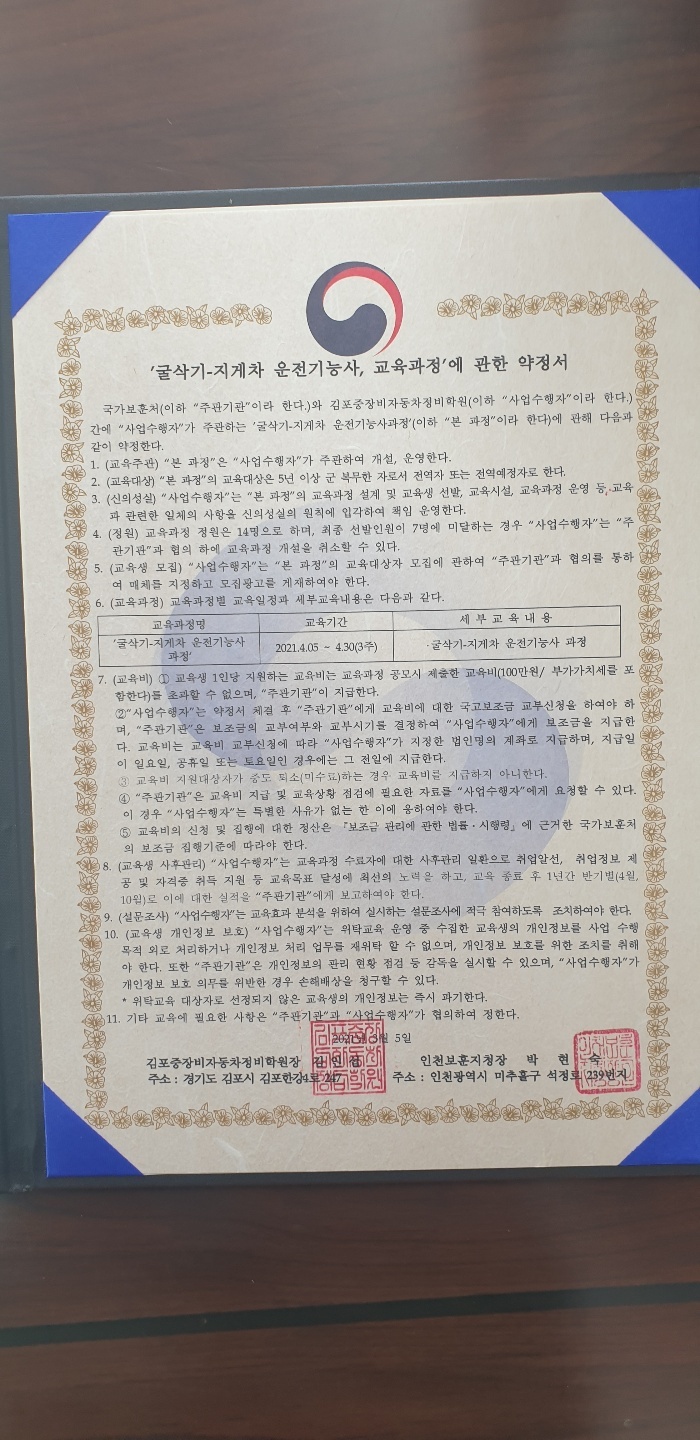 '굴삭기-지게차 운전기능사, 교육과정'에 관한 약정서
국가보훈처(이하 "주관기관"이라 한다.)와 김포중장비자동차정비학원(이하 "사업수행자"이라 한다.)
간에 "사업수행자"가 주관하는 '굴삭기-지게차 운전기능사과정'(이하 "본 과정"이라 한다)에 관해 다음과
같이 약정한다.
1. (교육주관) "본 과정"은 "사업수행자"가 주관하여 개설, 운영한다.
2. (교육대상) "본 과정"의 교육대상은 5년 이상 군 복무한 자로서 전역자 또는 전역예정자로 한다.
3. (신의성실) "사업수행자"는 "본 과정"의 교육과정 설계 및 교육생 선발, 교육시설, 교육과정 운영 등 교육
과 관련한 일체의 사항을 신의성실의 원칙에 입각하여 책임 운영한다.
4. (정원) 교육과정 정원은 14명으로 하며, 최종 선발인원이 7명에 미달하는 경우 "사업수행자"는 "주
관기관"과 협의 하에 교육과정 개설을 취소할 수 있다.
5. (교육생 모집) "사업수행자"는 "본 과정"의 교육대상자 모집에 관하여 "주관기관"과 협의를 통하
여 매체를 지정하고 모집광고를 게재하여야 한다.
6. (교육과정) 교육과정별 교육일정과 세부교육내용은 다음과 같다.
교육과정명 교육기간 세 부 교 육 내 용
'굴삭기-지게차 운전기능사
과정' 2021.4.05 ~ 4.30(3주) ·굴삭기-지게차 운전기능사 과정
7. (교육비) ① 교육생 1인당 지원하는 교육비는 교육과정 공모시 제출한 교육비(100만원/ 부가가치세를 포
함한다)를 초과할 수 없으며, "주관기관"이 지급한다.
②"사업수행자"는 약정서 체결 후 "주관기관"에게 교육비에 대한 국고보조금 교부신청을 하여야 하
며, "주관기관"은 보조금의 교부여부와 교부시기를 결정하여 "사업수행자"에게 보조금을 지급한
다. 교육비는 교육비 교부신청에 따라 "사업수행자"가 지정한 법인명의 계좌로 지급하며, 지급일
이 일요일, 공휴일 또는 토요일인 경우에는 그 전일에 지급한다.
③ 교육비 지원대상자가 중도 퇴소(미수료)하는 경우 교육비를 지급하지 아니한다.
④ "주관기관"은 교육비 지급 및 교육상황 점검에 필요한 자료를 "사업수행자"에게 요청할 수 있다.
이 경우 "사업수행자"는 특별한 사유가 없는 한 이에 응하여야 한다.
⑤ 교육비의 신청 및 집행에 대한 정산은 『보조금 관리에 관한 법률·시행령』에 근거한 국가보훈처
의 보조금 집행기준에 따라야 한다.
8. (교육생 사후관리) "사업수행자"는 교육과정 수료자에 대한 사후관리 일환으로 취업알선, 취업정보 제
공 및 자격증 취득 지원 등 교육목표 달성에 최선의 노력을 하고, 교육 종료 후 1년간 반기별(4월,
10월)로 이에 대한 실적을 "주관기관"에게 보고하여야 한다.
9. (설문조사) "사업수행자"는 교육효과 분석을 위하여 실시하는 설문조사에 적극 참여하도록 조치하여야 한다.
10. (교육생 개인정보 보호) "사업수행자"는 위탁교육 운영 중 수집한 교육생의 개인정보를 사업 수행
목적 외로 처리하거나 개인정보 처리 업무를 재위탁 할 수 없으며, 개인정보 보호를 위한 조치를 취해
야 한다. 또한 "주관기관"은 개인정보의 관리 현황 점검 등 감독을 실시할 수 있으며, "사업수행자"가
개인정보 보호 의무를 위반한 경우 손해배상을 청구할 수 있다.
* 위탁교육 대상자로 선정되지 않은 교육생의 개인정보는 즉시 파기한다.
11. 기타 교육에 필요한 사항은 "주관기관"과 "사업수행자"가 협의하여 정한다.
2021년 3월 5일
김포중장비자동차정비학원장 김 인 인천보훈지청장 박 현 숙
주소 : 경기도 김포시 김포한강4로 247 주소 : 인천광역시 미추홀구 석정로 239번지